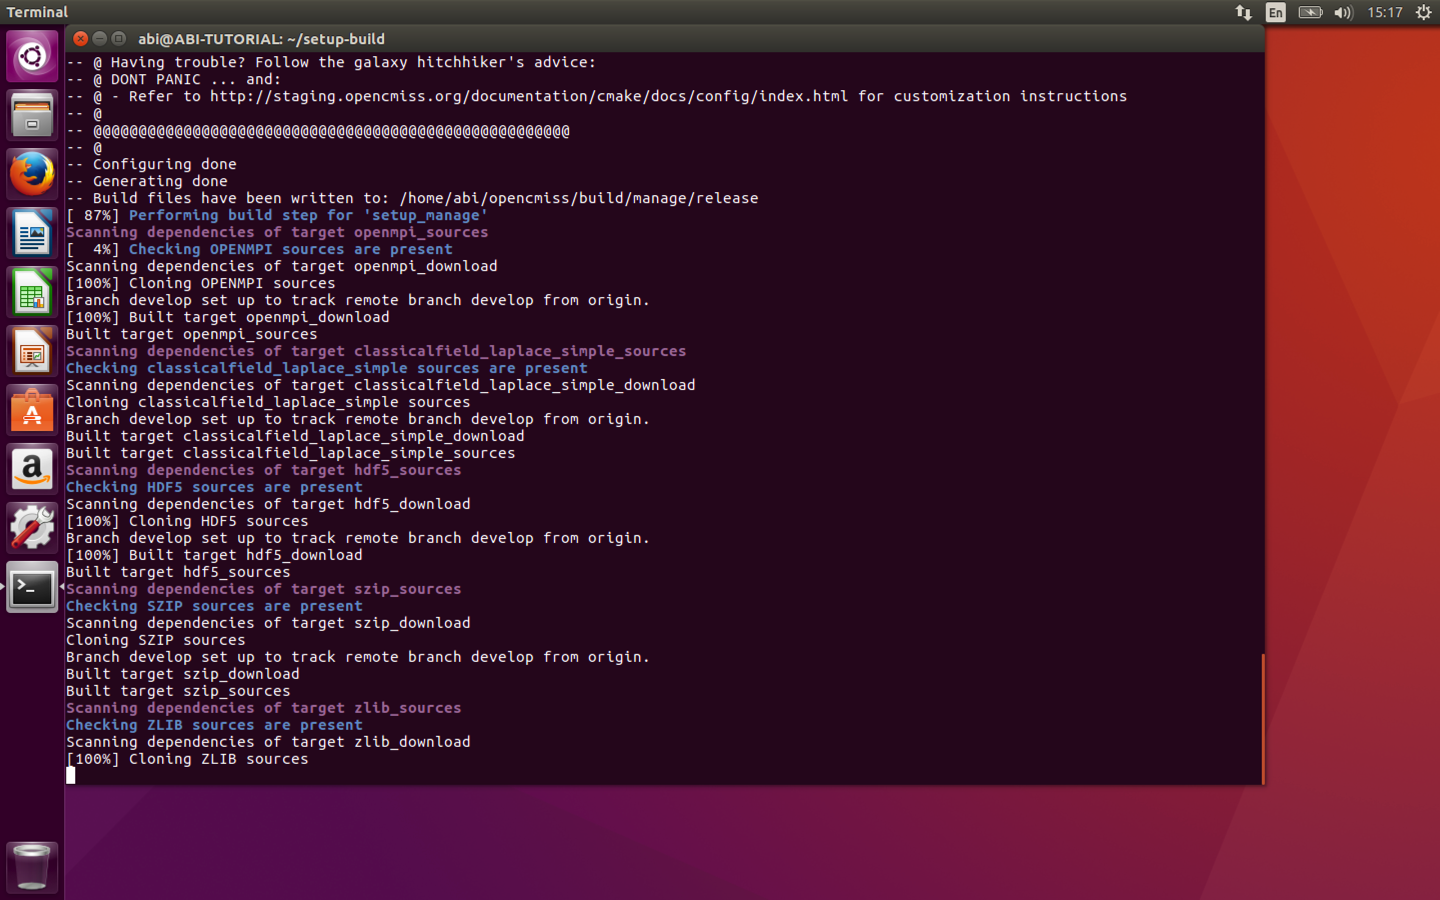 Terminal
En
15:17
abi@ABI-TUTORIAL: ~/setup-build
-- @ Having trouble? Follow the galaxy hitchhiker's advice:
-- @ DONT PANIC ... and:
-- @ - Refer to http://staging.opencmiss.org/documentation/cmake/docs/config/index.html for customization instructions
-- @
-- @@@@@@@@@@@@@@@@@@@@@@@@@@@@@@@@@@@@@@@@@@@@@@@@@@@@@
-- @
-- Configuring done
-- Generating done
-- Build files have been written to: /home/abi/opencmiss/build/manage/release
[ 87%] Performing build step for 'setup_manage'
Scanning dependencies of target openmpi_sources
[  4%] Checking OPENMPI sources are present
Scanning dependencies of target openmpi_download
[100%] Cloning OPENMPI sources
Branch develop set up to track remote branch develop from origin.
[100%] Built target openmpi_download
Built target openmpi_sources
Scanning dependencies of target classicalfield_laplace_simple_sources
Checking classicalfield_laplace_simple sources are present
Scanning dependencies of target classicalfield_laplace_simple_download
Cloning classicalfield_laplace_simple sources
Branch develop set up to track remote branch develop from origin.
Built target classicalfield_laplace_simple_download
Built target classicalfield_laplace_simple_sources
Scanning dependencies of target hdf5_sources
Checking HDF5 sources are present
Scanning dependencies of target hdf5_download
[100%] Cloning HDF5 sources
Branch develop set up to track remote branch develop from origin.
[100%] Built target hdf5_download
Built target hdf5_sources
Scanning dependencies of target szip_sources
Checking SZIP sources are present
Scanning dependencies of target szip_download
Cloning SZIP sources
Branch develop set up to track remote branch develop from origin.
Built target szip_download
Built target szip_sources
Scanning dependencies of target zlib_sources
Checking ZLIB sources are present
Scanning dependencies of target zlib_download
[100%] Cloning ZLIB sources